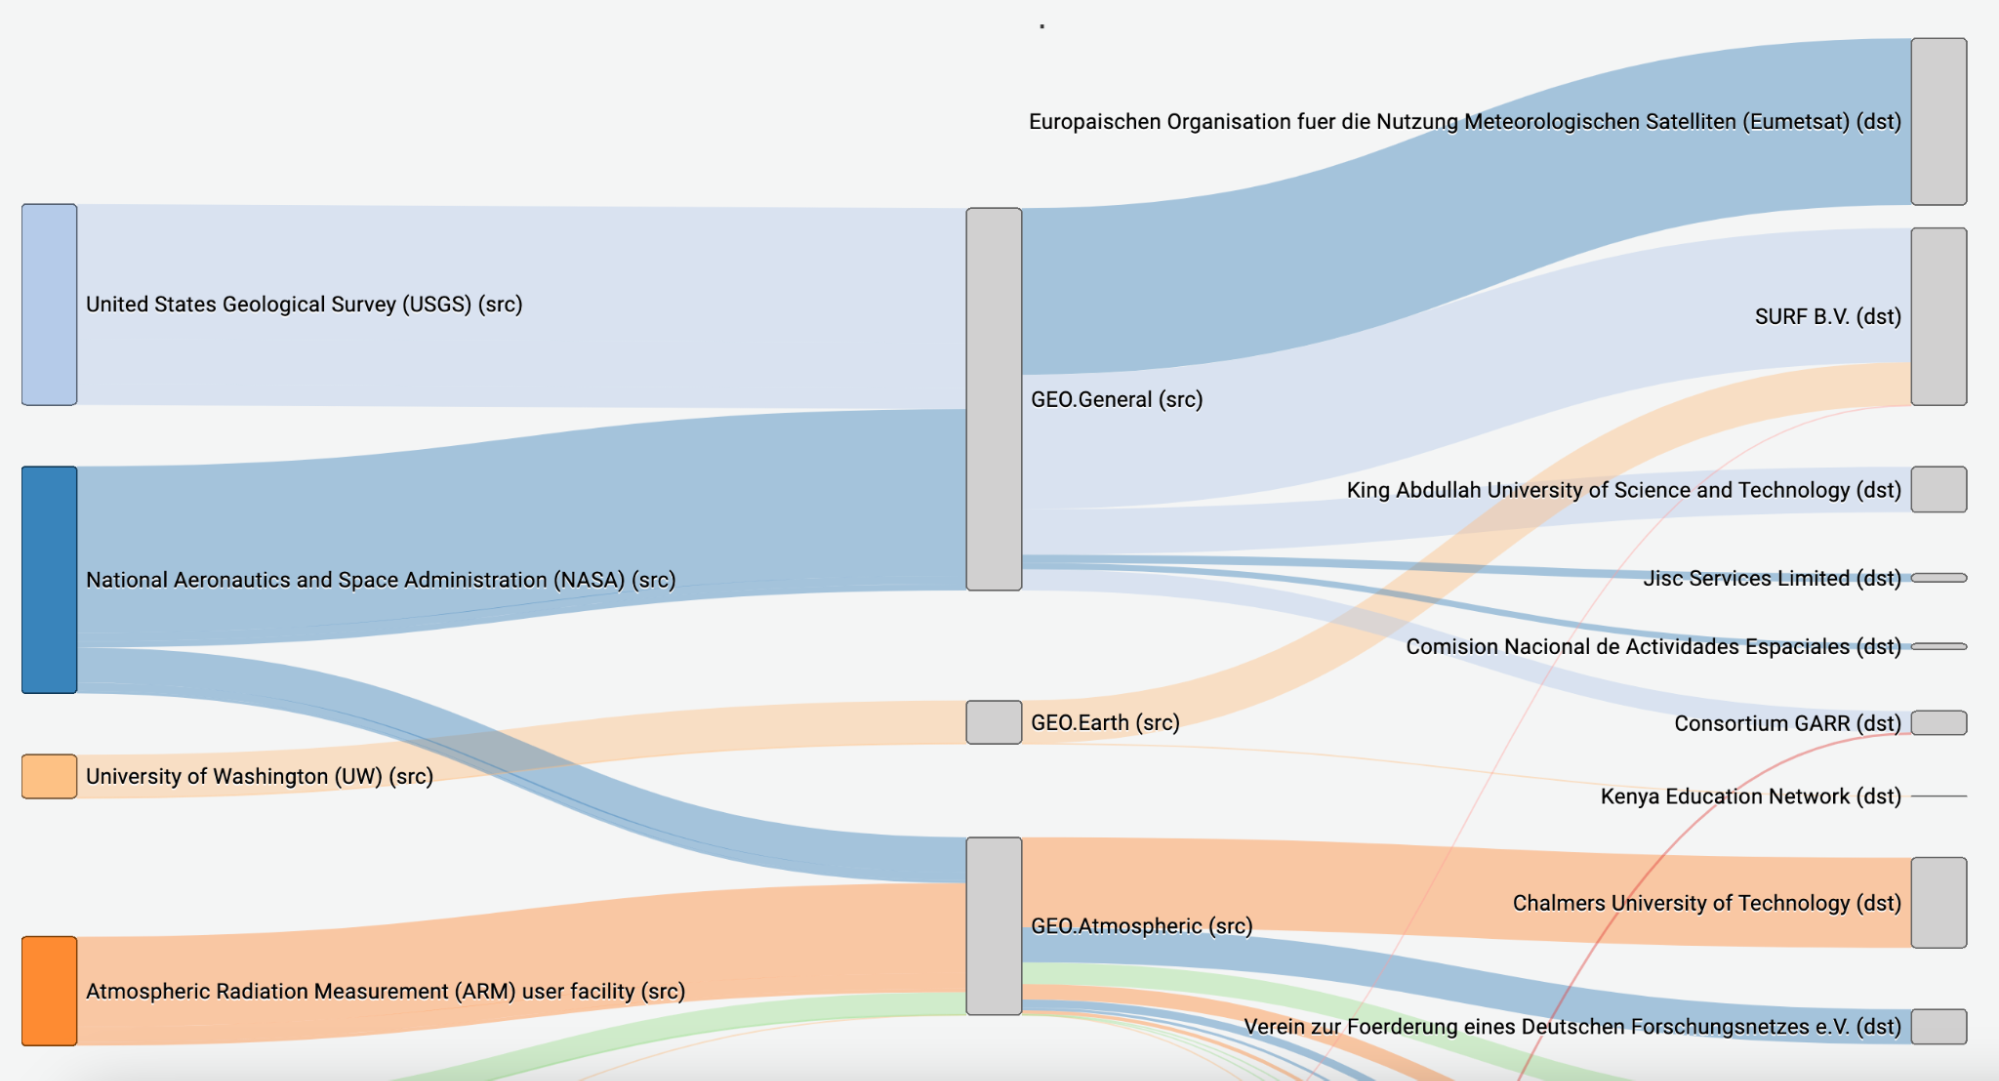 Europaischen Organisation fuer die Nutzung Meteorologischen Satelliten (Eumetsat) (dst)
United States Geological Survey (USGS) (src)
SURF B.V. (dst)
GEO.General (src)
King Abdullah University of Science and Technology (dst)
National Aeronautics and Space Administration (NASA) (src)
Jisc Services Limited (dst)
Comision Nacional de Actividades Espaciales (dst)
GEO.Earth (src)
Consortium GARR (dst)
University of Washington (UW) (src)
Kenya Education Network (dst)
Chalmers University of Technology (dst)
GEO.Atmospheric (src)
Atmospheric Radiation Measurement (ARM) user facility (src)
Verein zur Foerderung eines Deutschen Forschungsnetzes e.V. (dst)